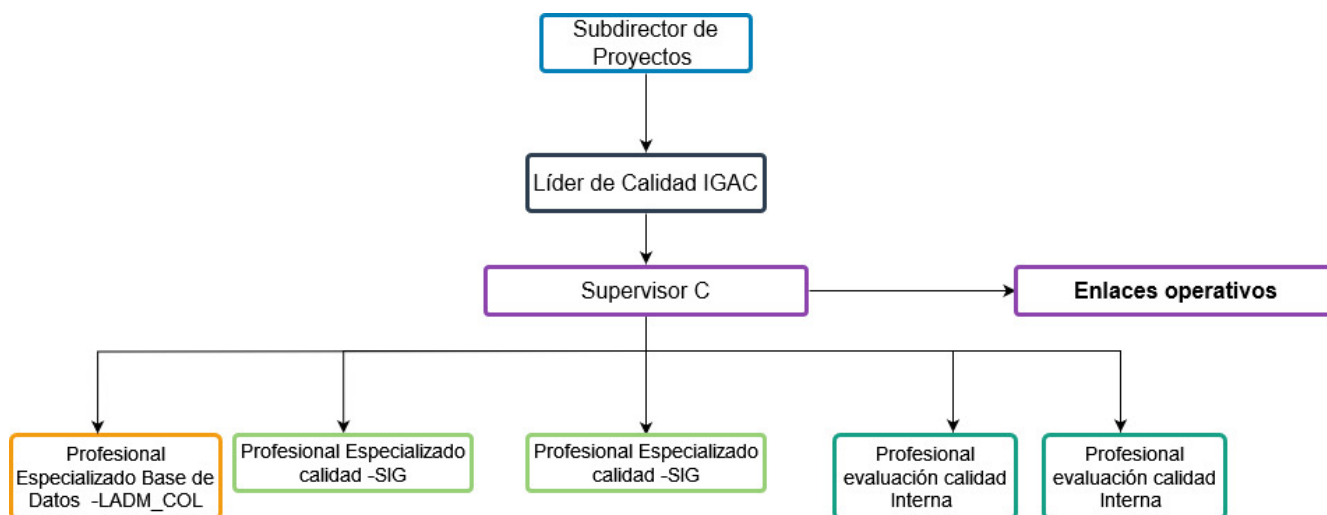 Subdirector de
Proyectos
Líder de Calidad IGAC
Supervisor C
Enlaces operativos
Profesional
Especializado Base de
Datos -LADM_COL
Profesional Especializado
calidad -SIG
Profesional Especializado
calidad -SIG
Profesional
evaluación calidad
Interna
Profesional
evaluación calidad
Interna